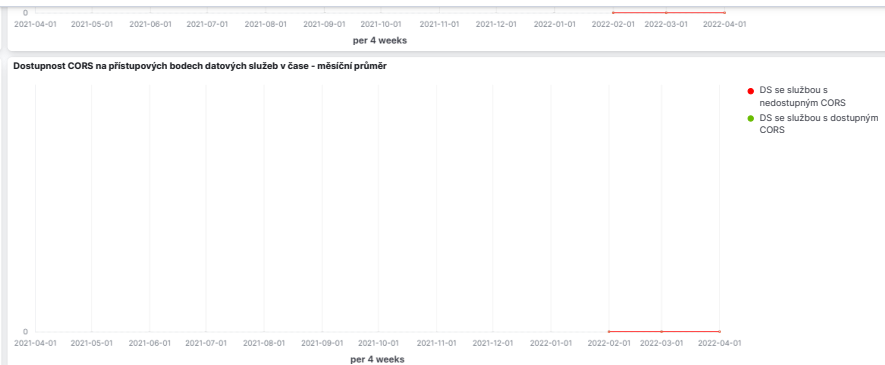 0
2021-04-01 2021-05-01 2021-06-01 2021-07-01 2021-08-01 2021-09-01 2021-10-01 2021-11-01 2021-12-01 2022-01-01 2022-02-01 2022-03-01 2022-04-01
per 4 weeks
Dostupnost CORS na přístupových bodech datových služeb v čase - měsíční průměr
DS se službou s
nedostupným CORS
DS se službou s dostupným
CORS
0
2021-04-01 2021-05-01 2021-06-01 2021-07-01 2021-08-01 2021-09-01 2021-10-01 2021-11-01 2021-12-01 2022-01-01 2022-02-01 2022-03-01 2022-04-01
per 4 weeks